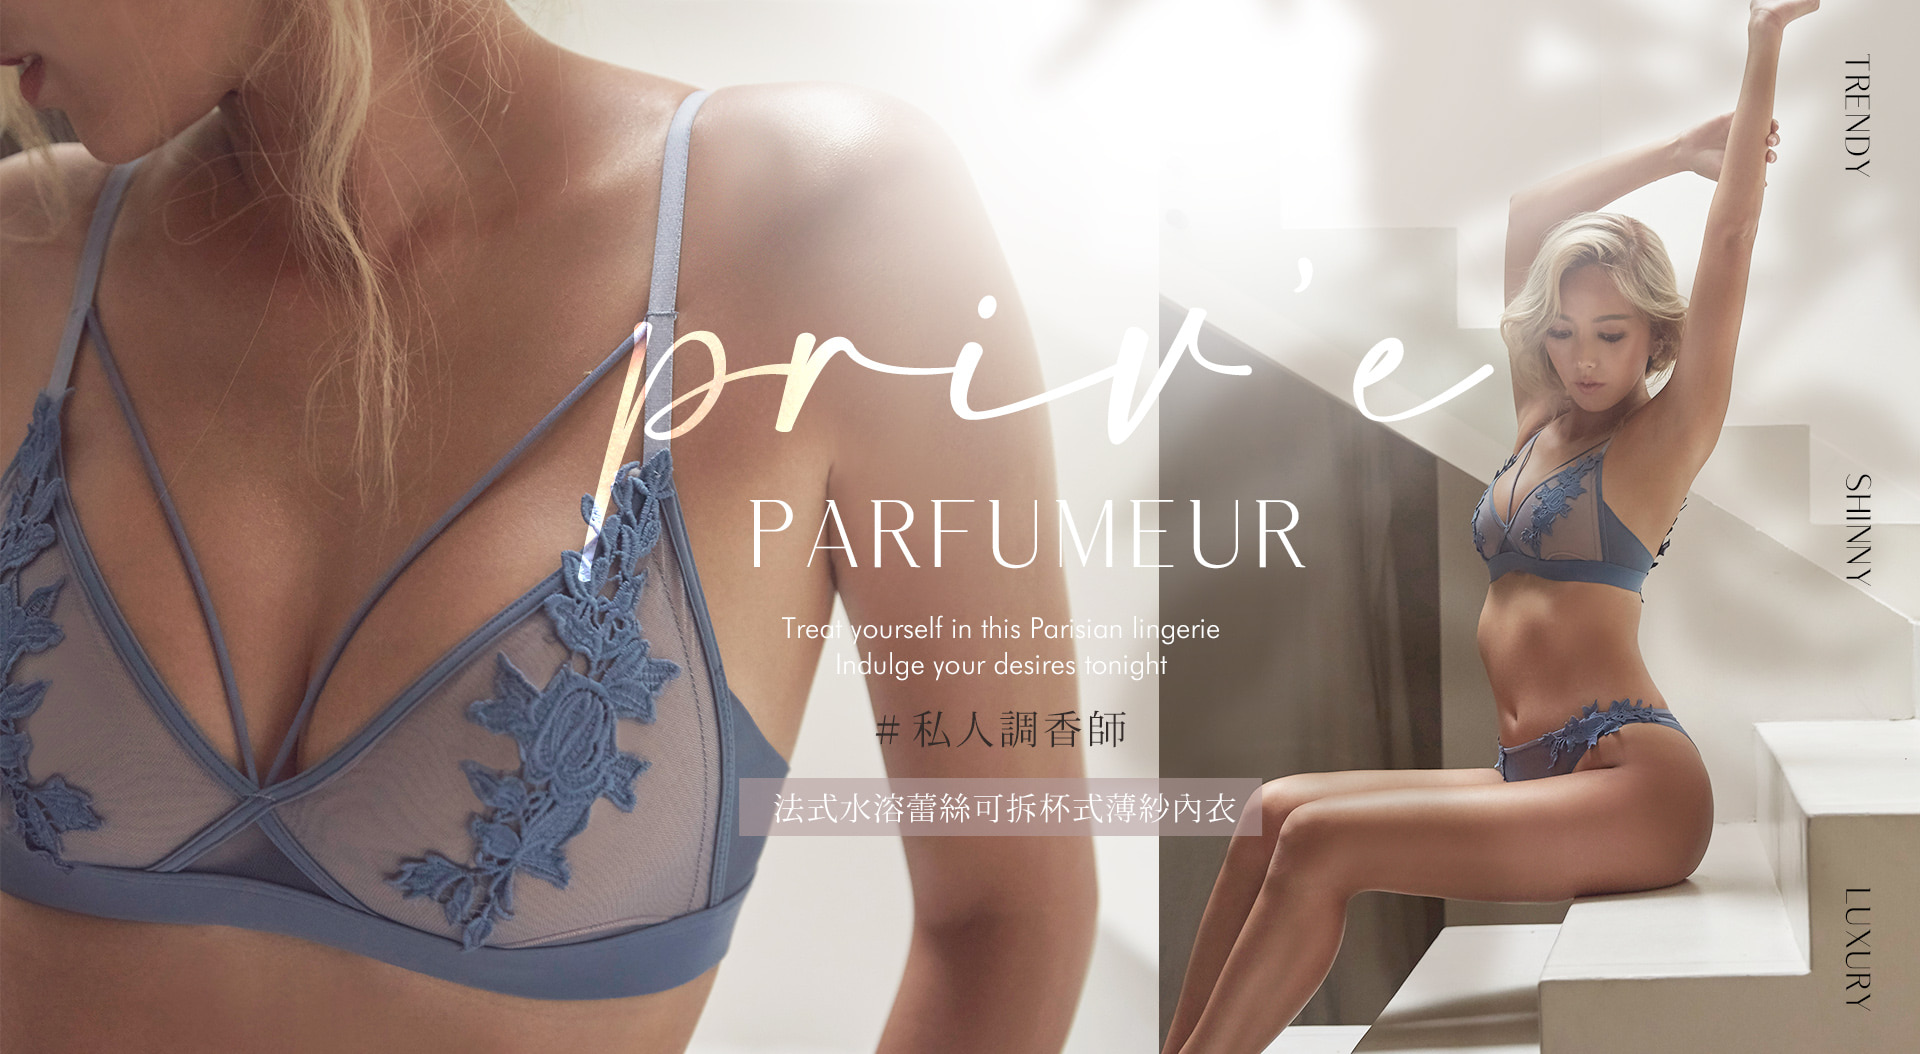 priv'e
PARFUMEUR
Treat yourself in this Parisian lingerie
Indulge your desires tonight
#私人調香師
法式水溶蕾絲可拆杯式薄紗內衣
TRENDY
SHINNY
LUXURY